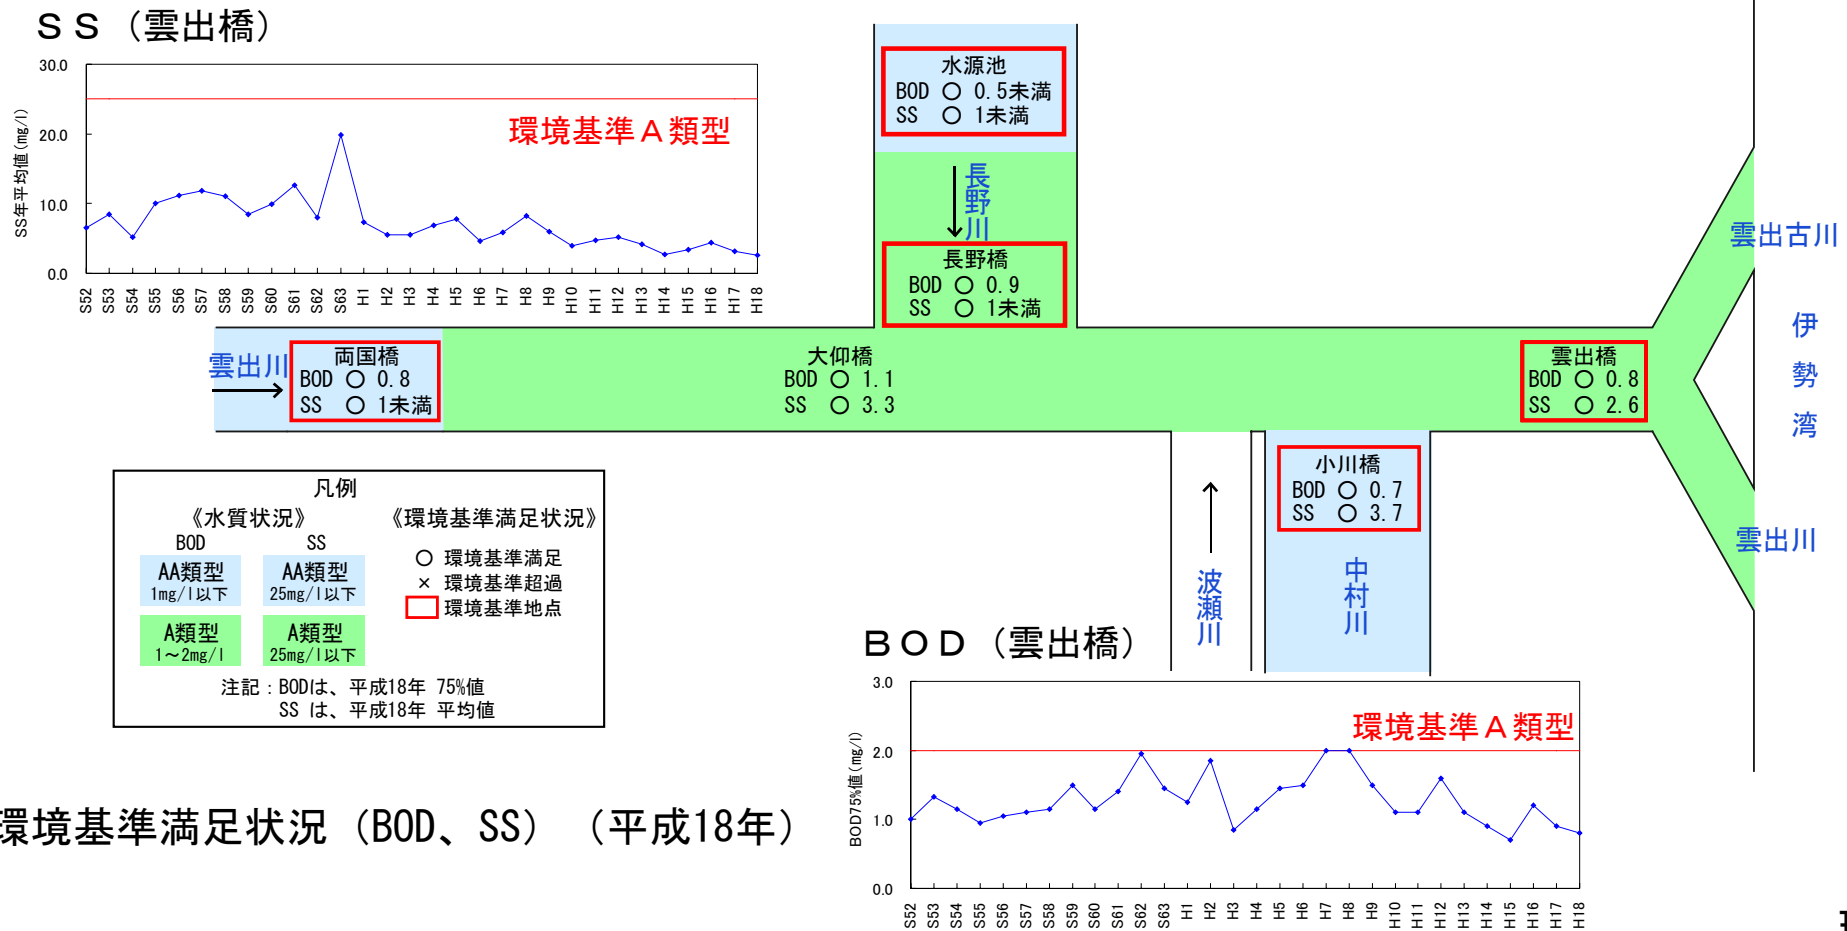 ＳＳ（雲出橋）
30.0
20.0
10.0
0.0
SS年平均値(mg/l)
環境基準Ａ類型
S52 S53 S54 S55 S56 S57 S58 S59 S60 S61 S62 S63 H1 H2 H3 H4 H5 H6 H7 H8 H9 H10 H11 H12 H13 H14 H15 H16 H17 H18
水源池
BOD ○ 0.5未満
SS ○ 1未満
長野川
長野橋
BOD ○ 0.9
SS ○ 1未満
雲出川
両国橋
BOD ○ 0.8
SS ○ 1未満
大仰橋
BOD ○ 1.1
SS ○ 3.3
雲出橋
BOD ○ 0.8
SS ○ 2.6
雲出古川
伊勢湾
雲出川
小川橋
BOD ○ 0.7
SS ○ 3.7
波瀬川
中村川
凡例
《水質状況》 《環境基準満足状況》
BOD SS
AA類型 AA類型
1mg/l以下 25mg/l以下
A類型 A類型
1～2mg/l 25mg/l以下
○ 環境基準満足
× 環境基準超過
環境基準地点
注記：BODは、平成18年 75%値
SS は、平成18年 平均値
ＢＯＤ（雲出橋）
3.0
2.0
1.0
0.0
BOD75%値(mg/l)
環境基準Ａ類型
S52 S53 S54 S55 S56 S57 S58 S59 S60 S61 S62 S63 H1 H2 H3 H4 H5 H6 H7 H8 H9 H10 H11 H12 H13 H14 H15 H16 H17 H18
環境基準満足状況（BOD、SS）（平成18年）